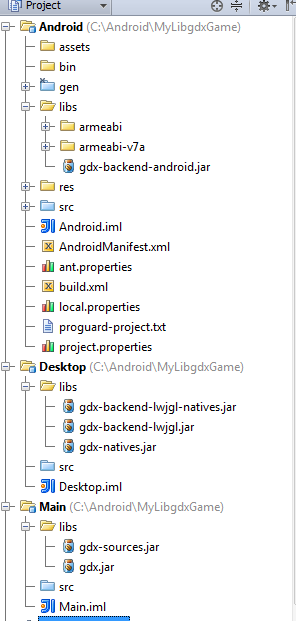 Project
Android (C:\Android\MyLibgdxGame)
assets
bin
gen
libs
armeabi
armeabi-v7a
gdx-backend-android.jar
res
src
Android.iml
AndroidManifest.xml
ant.properties
build.xml
local.properties
proguard-project.txt
project.properties
Desktop (C:\Android\MyLibgdxGame)
libs
gdx-backend-lwjgl-natives.jar
gdx-backend-lwjgl.jar
gdx-natives.jar
src
Desktop.iml
Main (C:\Android\MyLibgdxGame)
libs
gdx-sources.jar
gdx.jar
src
Main.iml